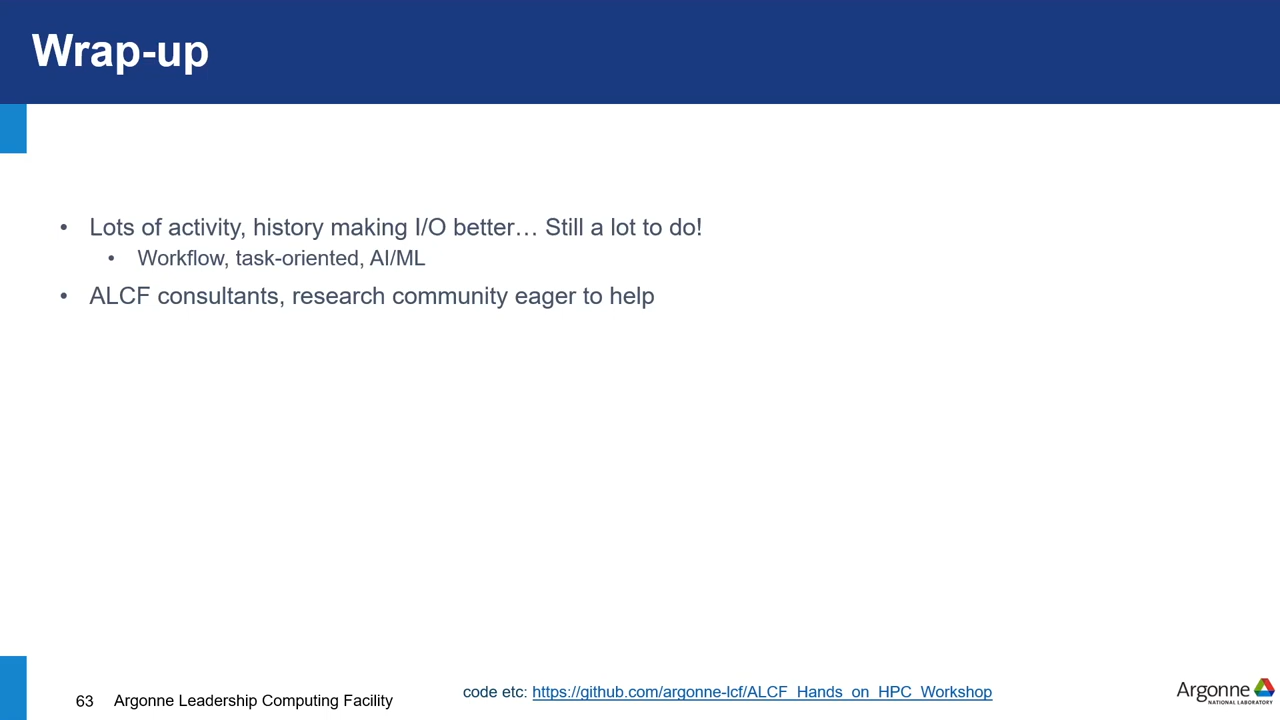 Wrap-up
• Lots of activity, history making I/O better… Still a lot to do!
• Workflow, task-oriented, AI/ML
• ALCF consultants, research community eager to help
63 Argonne Leadership Computing Facility
code etc: https://github.com/argonne-lcf/ALCF_Hands_on_HPC_Workshop
Argonne
NATIONAL LABORATORY